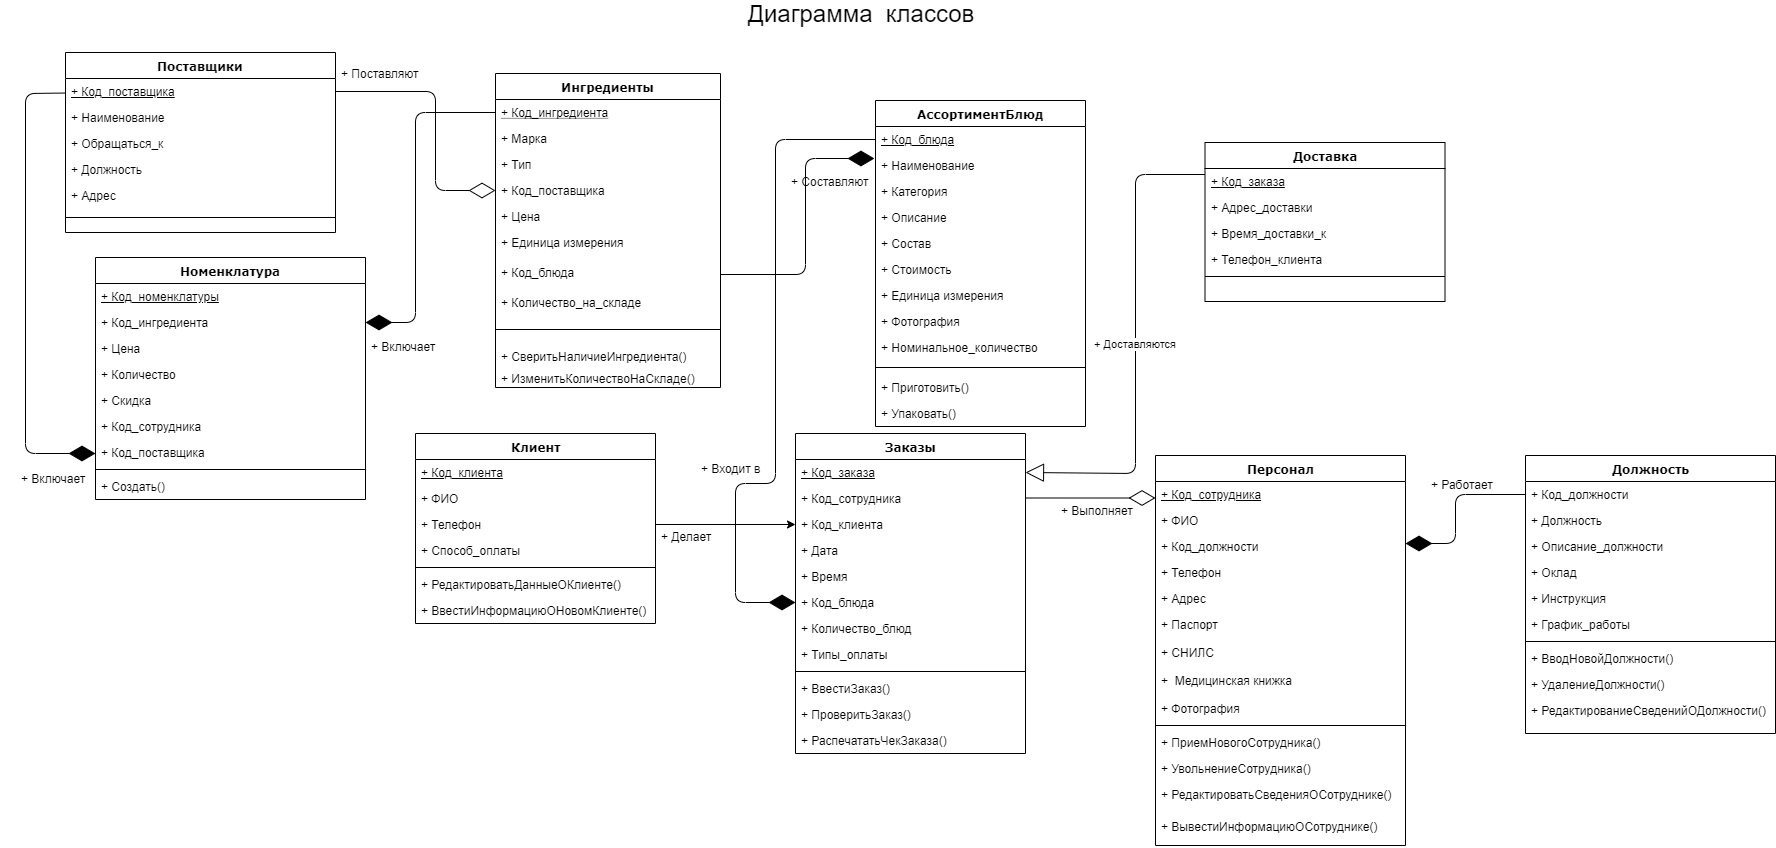 Диаграмма классов
Поставщики
+ Код_поставщика
+ Наименование
+ Обращаться_к
+ Должность
+ Адрес
+ Поставляют
Ингредиенты
+ Код_ингредиента
+ Марка
+ Тип
+ Код_поставщика
+ Цена
+ Единица измерения
+ Код_блюда
+ Количество_на_складе
+ СверитьНаличиеИнгредиента()
+ ИзменитьКоличествоНаСкладе()
+ Составляют
АссортиментБлюд
+ Код_блюда
+ Наименование
+ Категория
+ Описание
+ Состав
+ Стоимость
+ Единица измерения
+ Фотография
+ Номинальное_количество
+ Приготовить()
+ Упаковать()
Доставка
+ Код_заказа
+ Адрес_доставки
+ Время_доставки_к
+ Телефон_клиента
+ Доставляются
Номенклатура
+ Код_номенклатуры
+ Код_ингредиента
+ Цена
+ Количество
+ Скидка
+ Код_сотрудника
+ Код_поставщика
+ Создать()
+ Включает
+ Включает
Клиент
+ Код_клиента
+ ФИО
+ Телефон
+ Способ_оплаты
+ РедактироватьДанныеОКлиенте()
+ ВвестиИнформациюОНовомКлиенте()
+ Входит в
+ Делает
Заказы
+ Код_заказа
+ Код_сотрудника
+ Код_клиента
+ Дата
+ Время
+ Код_блюда
+ Количество_блюд
+ Типы_оплаты
+ ВвестиЗаказ()
+ ПроверитьЗаказ()
+ РаспечататьЧекЗаказа()
+ Выполняет
Персонал
+ Код_сотрудника
+ ФИО
+ Код_должности
+ Телефон
+ Адрес
+ Паспорт
+ СНИЛС
+ Медицинская книжка
+ Фотография
+ ПриемНовогоСотрудника()
+ УвольнениеСотрудника()
+ РедактироватьСведенияОСотруднике()
+ ВывестиИнформациюОСотруднике()
+ Работает
Должность
+ Код_должности
+ Должность
+ Описание_должности
+ Оклад
+ Инструкция
+ График_работы
+ ВводНовойДолжности()
+ УдалениеДолжности()
+ РедактированиеСведенийОДолжности()